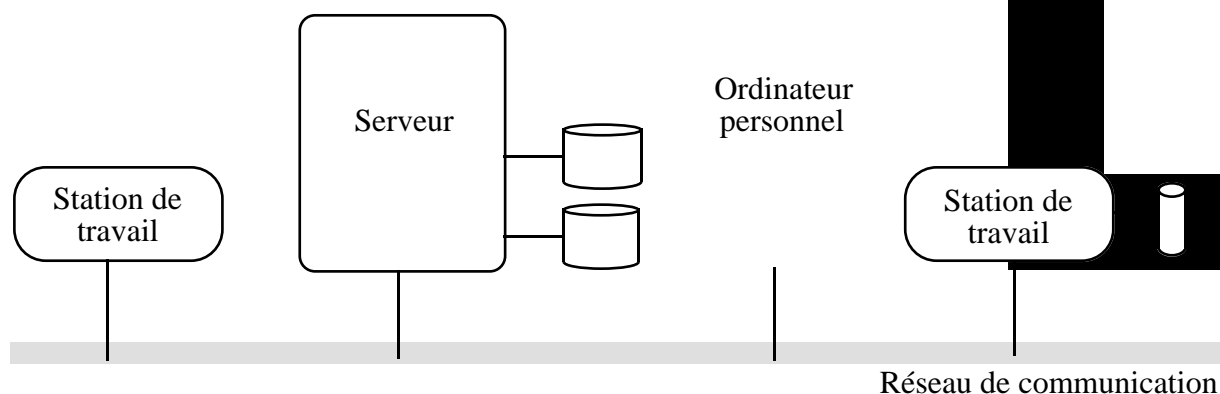 Station de
travail
Serveur
Ordinateur
personnel
Station de
travail
Réseau de communication